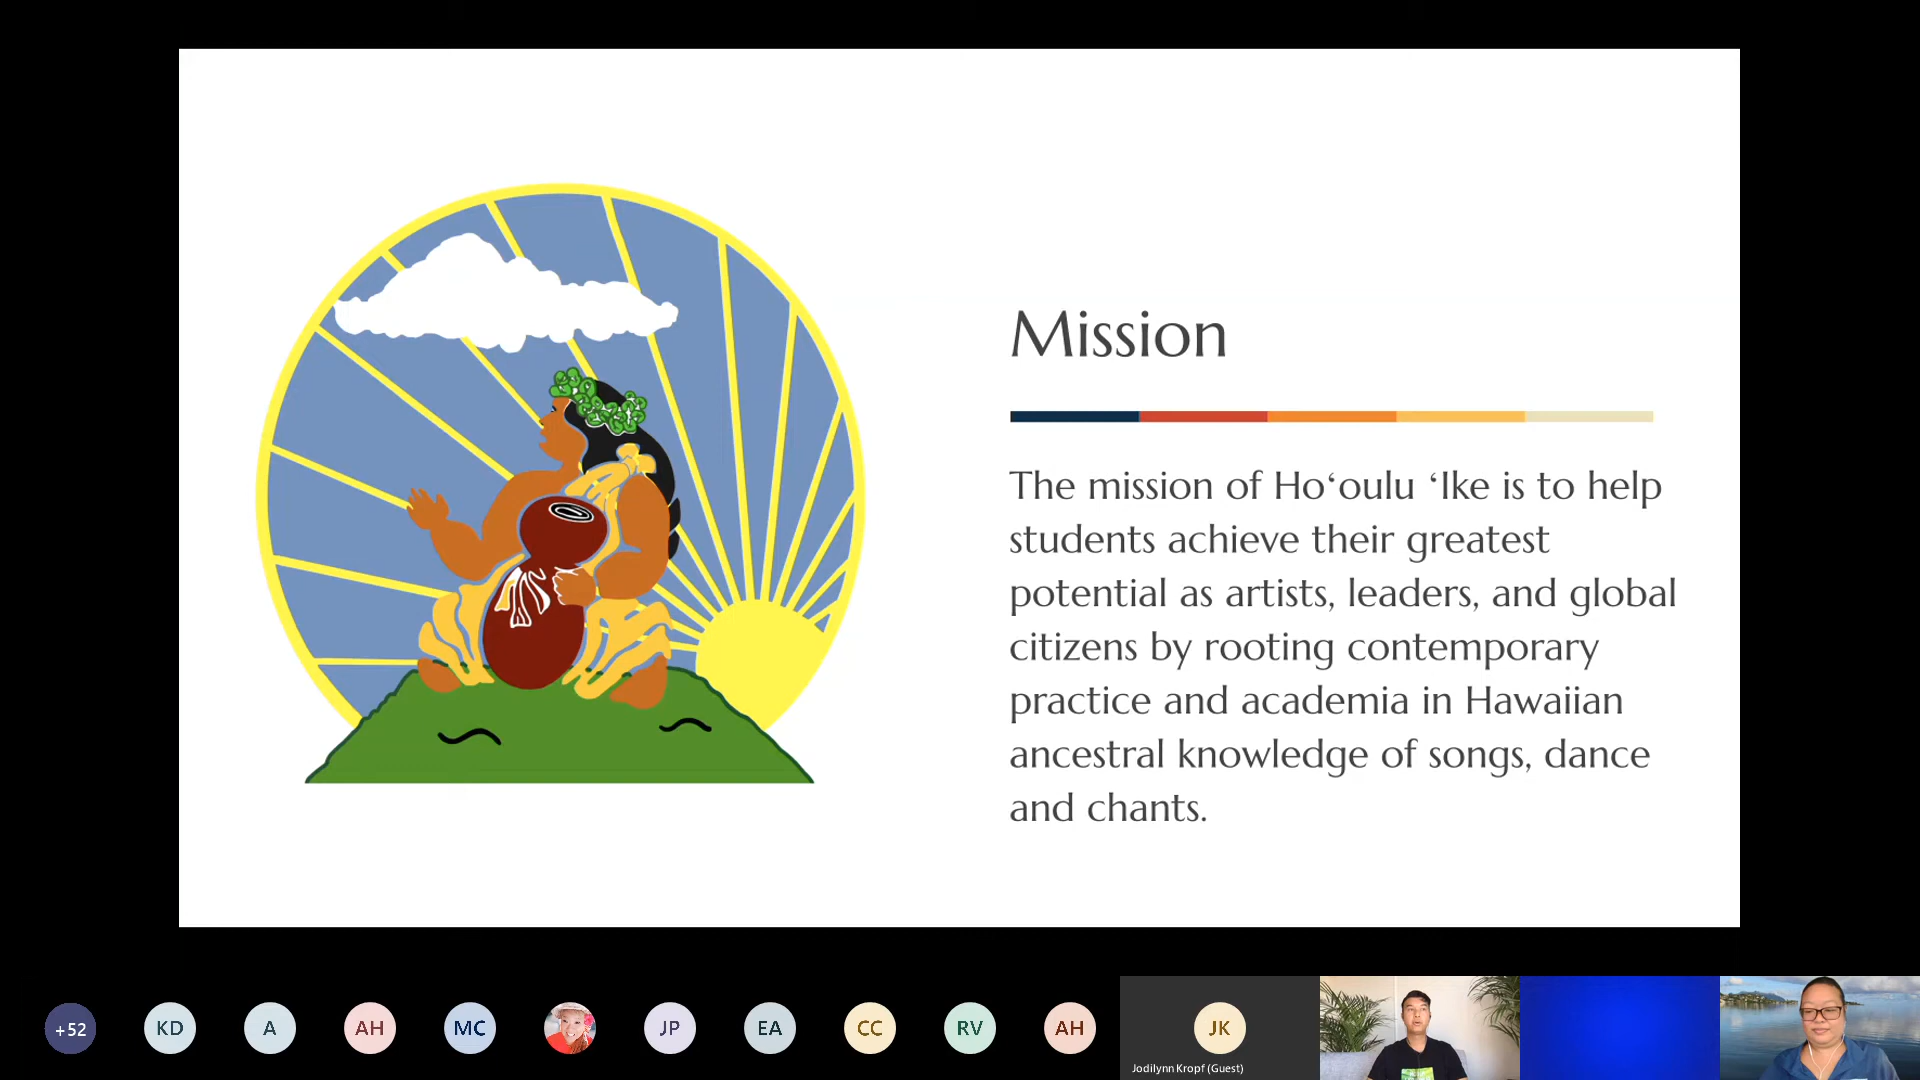 Mission
The mission of Hoʻoulu ʻIke is to help
students achieve their greatest
potential as artists, leaders, and global
citizens by rooting contemporary
practice and academia in Hawaiian
ancestral knowledge of songs, dance
and chants.
+52
KD
A
AH
MC
JP
EA
CC
RV
AH
JK
Jodilynn Kropf (Guest)